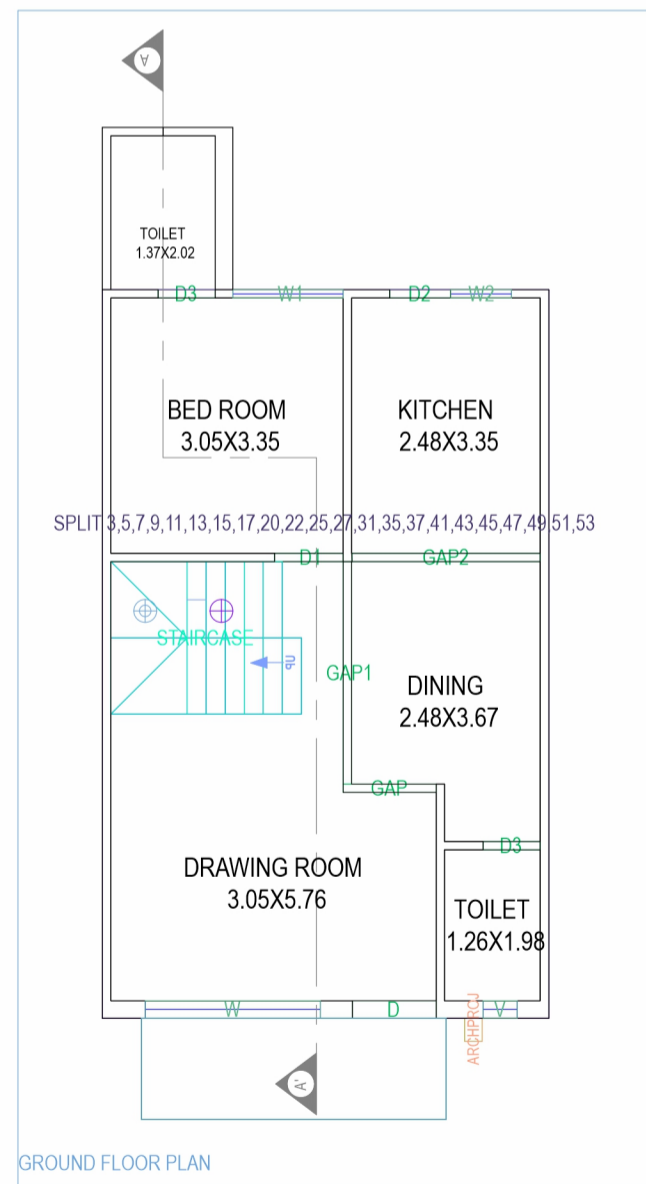 A
TOILET
1.37X2.02
D3
W1
D2
W2
BED ROOM
3.05X3.35
KITCHEN
2.48X3.35
SPLIT 3,5,7,9,11,13,15,17,20,22,25,27,31,35,37,41,43,45,47,49,51,53
D1
GAP2
STAIRCASE
UP
GAP1
DINING
2.48X3.67
GAP
D3
DRAWING ROOM
3.05X5.76
TOILET
1.26X1.98
W
D
V
ARCHPROJ
A'
GROUND FLOOR PLAN